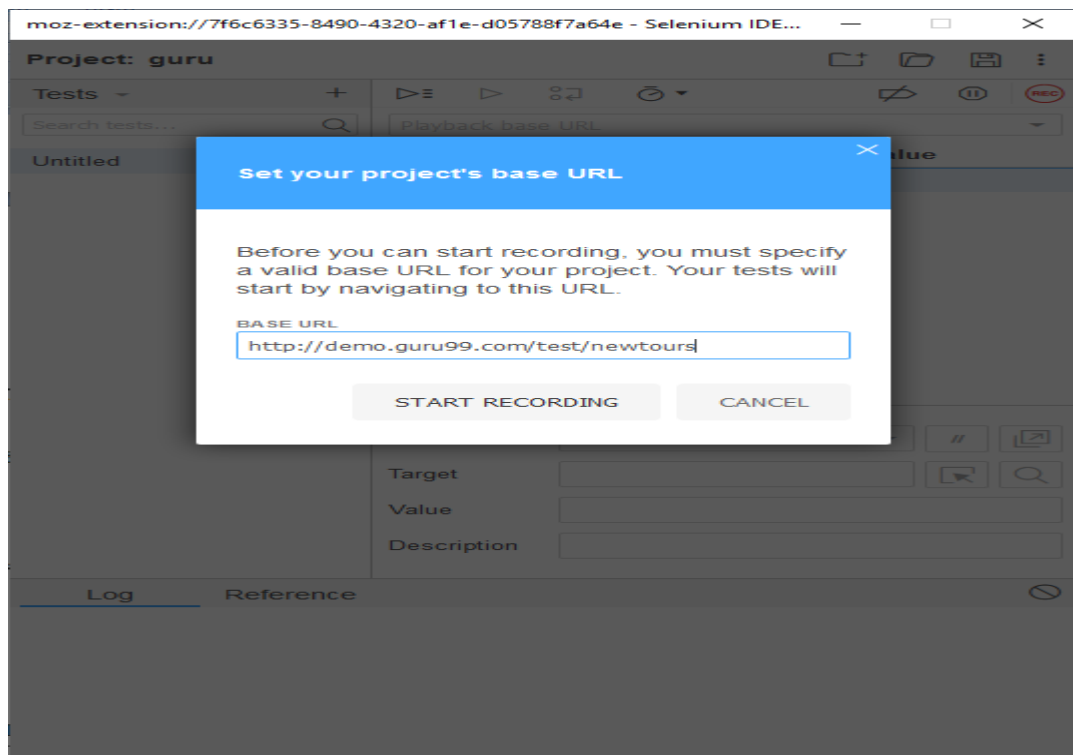 moz-extension://7f6c6335-8490-4320-af1e-d05788f7a64e - Selenium IDE...
Project: guru
Tests
REC
Search tests...
Playback base URL
Untitled
alue
Set your project's base URL
Before you can start recording, you must specify
a valid base URL for your project. Your tests will
start by navigating to this URL.
BASE URL
http://demo.guru99.com/test/newtours
START RECORDING
CANCEL
//
Target
Value
Description
Log
Reference